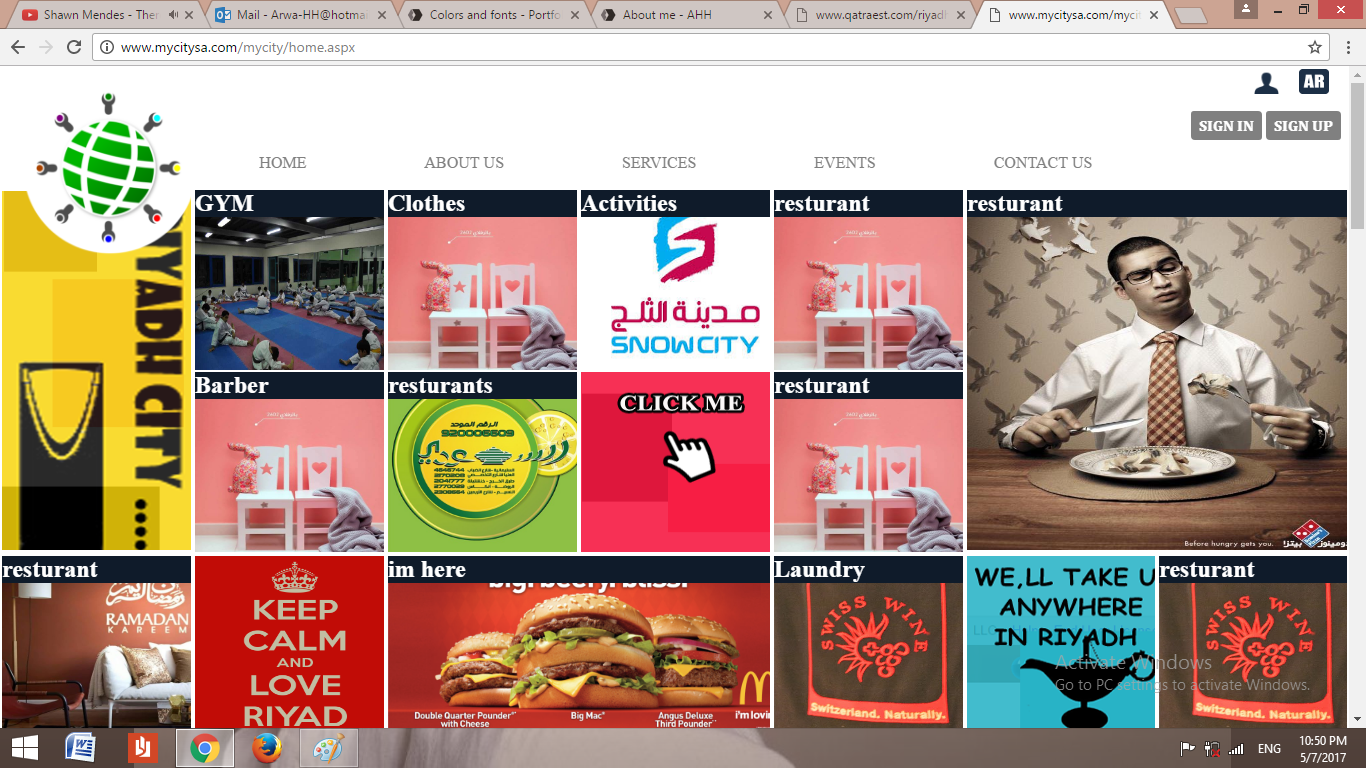 Shawn Mendes - Ther
Mail - Arwa-HH@hotmai
Colors and fonts - Portfo
About me - AHH
www.qatraest.com/riyadh
www.mycitysa.com/myci
www.mycitysa.com/mycity/home.aspx
AR
SIGN IN
SIGN UP
HOME
ABOUT US
SERVICES
EVENTS
CONTACT US
RIYADH CITY ....
GYM
Clothes
Activities
resturant
resturant
مدينة الثلج
SNOWCITY
Before hungry gets you.
دومينوز بيتزا
Barber
resturants
CLICK ME
resturant
الرقم الموحد
920005509
resturant
im here
Laundry
resturant
RAMADAN
KAREEM
KEEP
CALM
AND
LOVE
RIYAD
big. beefy. bliss.
Double Quarter Pounder
with Cheese
Big Mac
Angus Deluxe
Third Pounder
i'm lovin
SWISS WINE
Switzerland. Naturally.
WE,LL TAKE U
ANYWHERE
IN RIYADH
SWISS WINE
Switzerland. Naturally.
Activate Windows
Go to PC settings to activate Windows.
ENG
10:50 PM
5/7/2017